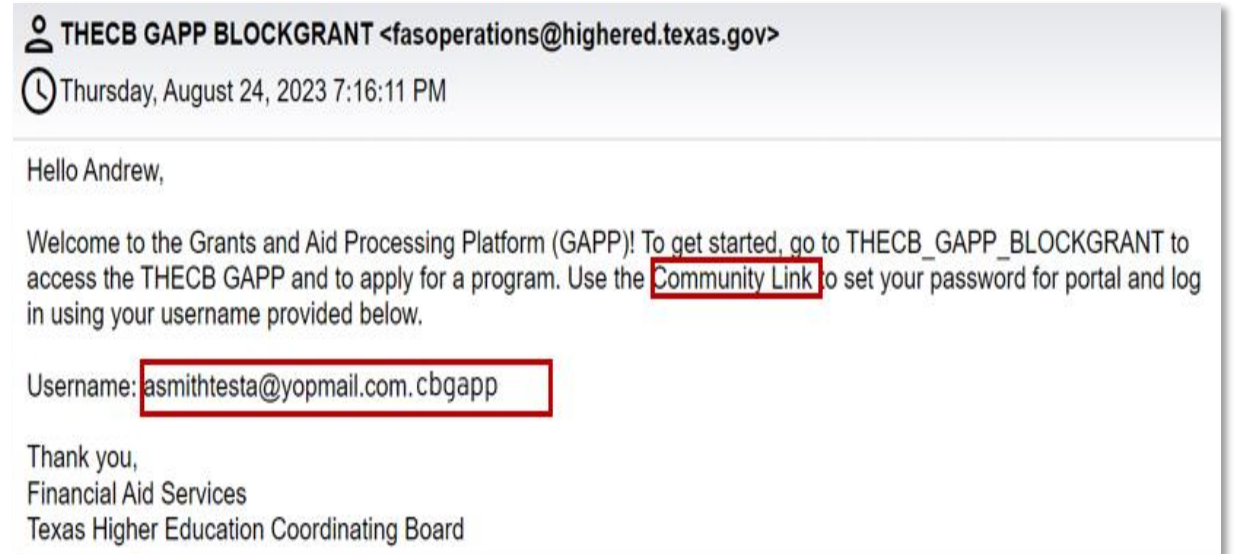 THECB GAPP BLOCKGRANT <fasoperations@highered.texas.gov>
Thursday, August 24, 2023 7:16:11 PM
Hello Andrew,
Welcome to the Grants and Aid Processing Platform (GAPP)! To get started, go to THECB_GAPP_BLOCKGRANT to
access the THECB GAPP and to apply for a program. Use the Community Link to set your password for portal and log
in using your username provided below.
Username: asmithtesta@yopmail.com.cbgapp
Thank you,
Financial Aid Services
Texas Higher Education Coordinating Board